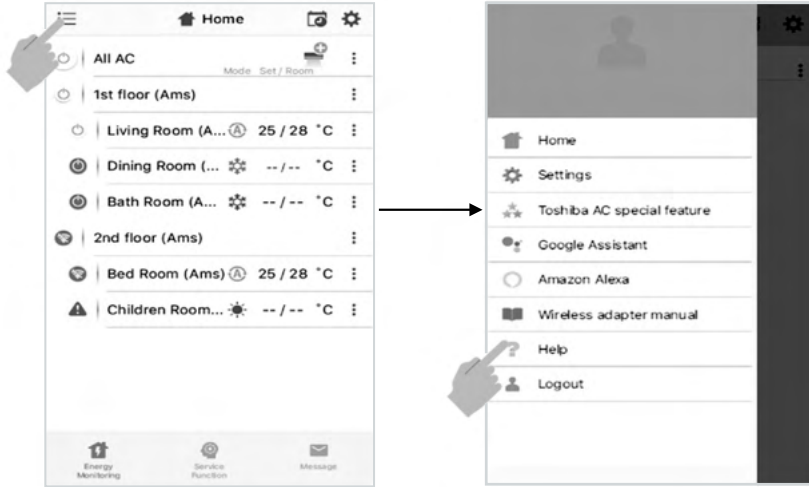 Home
All AC
Mode Set / Room
1st floor (Ams)
Living Room (A... A 25 / 28 °C
Dining Room (... -- / -- °C
Bath Room (A... -- / -- °C
2nd floor (Ams)
Bed Room (Ams) A 25 / 28 °C
Children Room... -- / -- °C
Energy Monitoring
Service Function
Message
Home
Settings
Toshiba AC special feature
Google Assistant
Amazon Alexa
Wireless adapter manual
Help
Logout